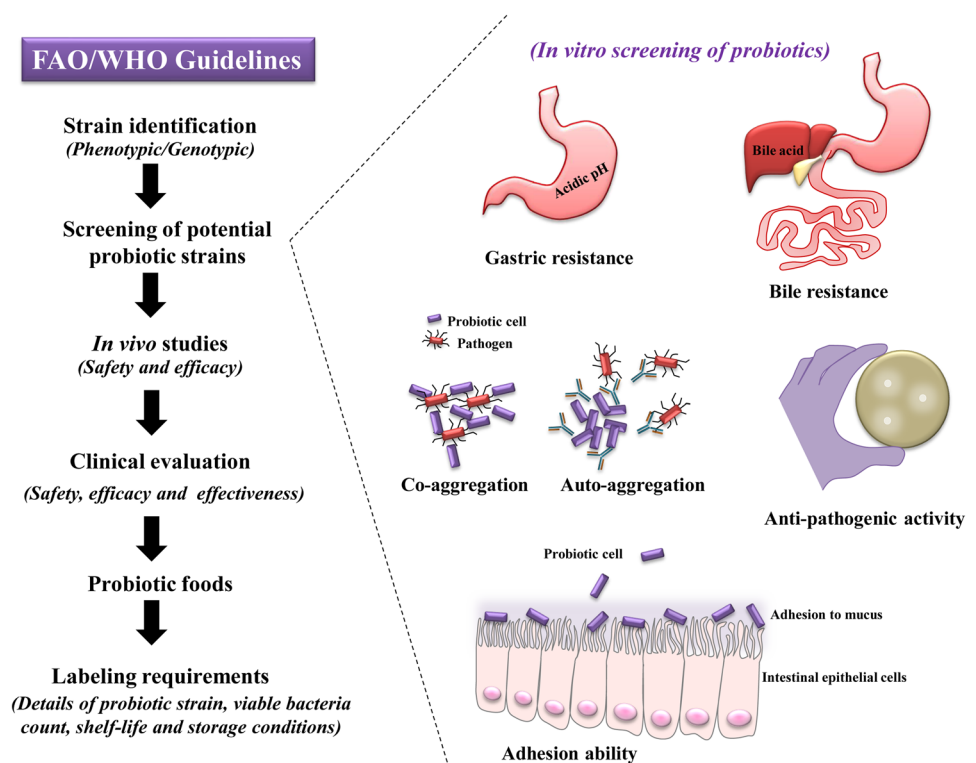 FAO/WHO Guidelines
Strain identification
(Phenotypic/Genotypic)
Screening of potential
probiotic strains
In vivo studies
(Safety and efficacy)
Clinical evaluation
(Safety, efficacy and effectiveness)
Probiotic foods
Labeling requirements
(Details of probiotic strain, viable bacteria
count, shelf-life and storage conditions)
(In vitro screening of probiotics)
Acidic pH
Gastric resistance
Bile acid
Bile resistance
Probiotic cell
Pathogen
Co-aggregation
Auto-aggregation
Anti-pathogenic activity
Probiotic cell
Adhesion to mucus
Intestinal epithelial cells
Adhesion ability